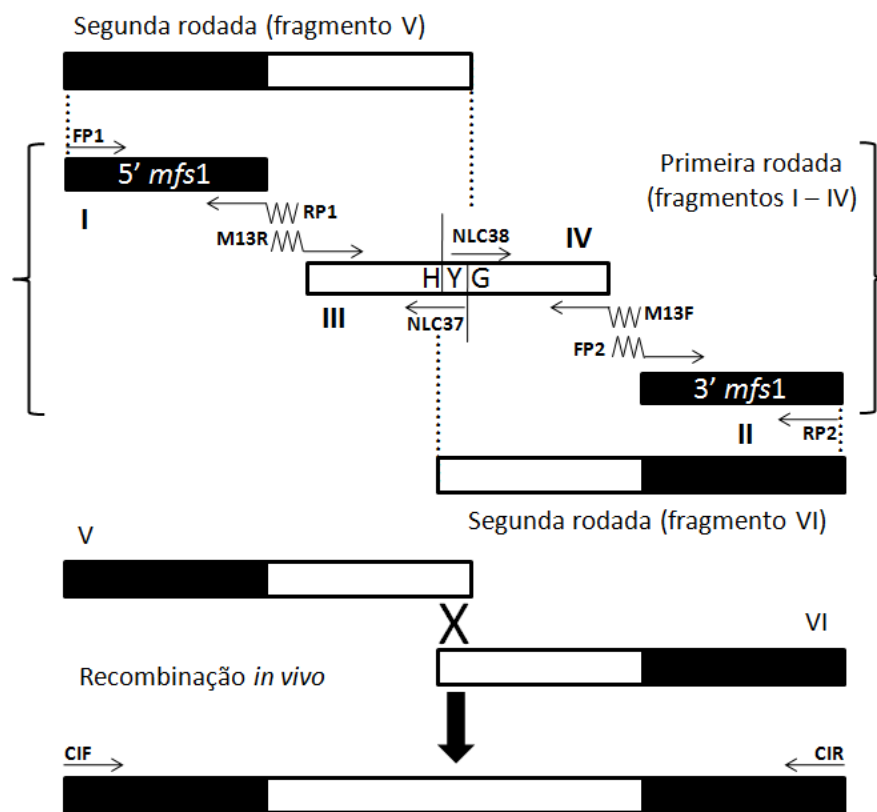 Segunda rodada (fragmento V)
FP1
5' mfs1
Primeira rodada
(fragmentos I – IV)
I
RP1
M13R
NLC38
IV
H Y G
III
NLC37
M13F
FP2
3' mfs1
II
RP2
Segunda rodada (fragmento VI)
V
X
VI
Recombinação in vivo
CIF
CIR